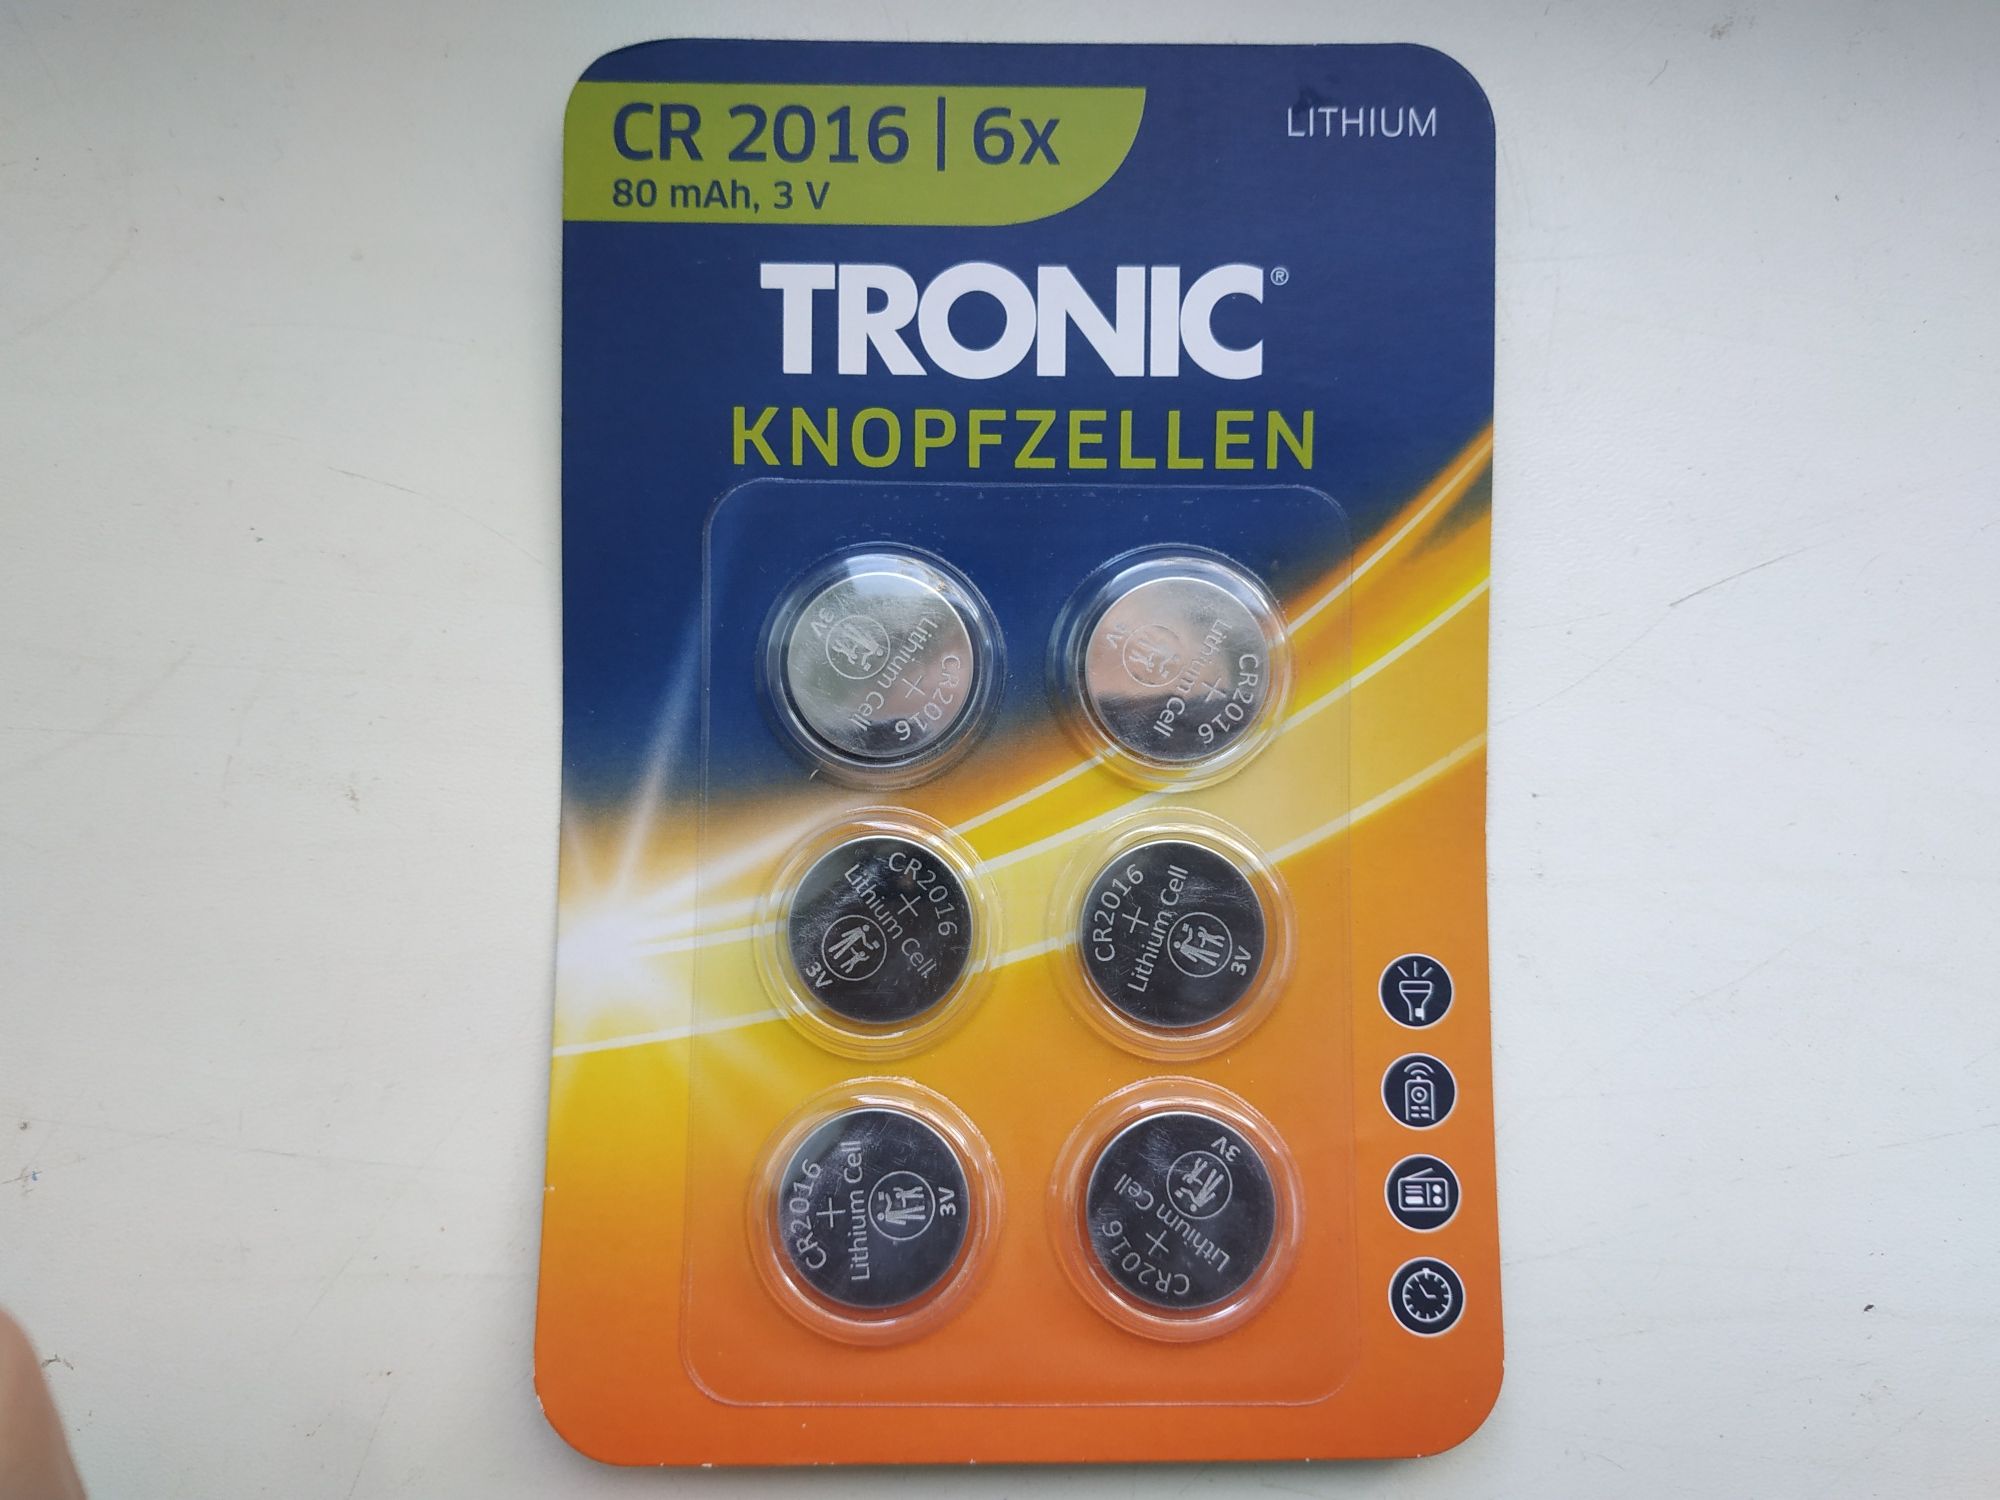 CR 2016 | 6x
80 mAh, 3 V
LITHIUM
TRONIC®
KNOPFZELLEN
CR2016
+
Lithium Cell
3V
CR2016
+
Lithium Cell
3V
CR2016
+
Lithium Cell
3V
CR2016
+
Lithium Cell
3V
CR2016
+
Lithium Cell
3V
CR2016
+
Lithium Cell
3V